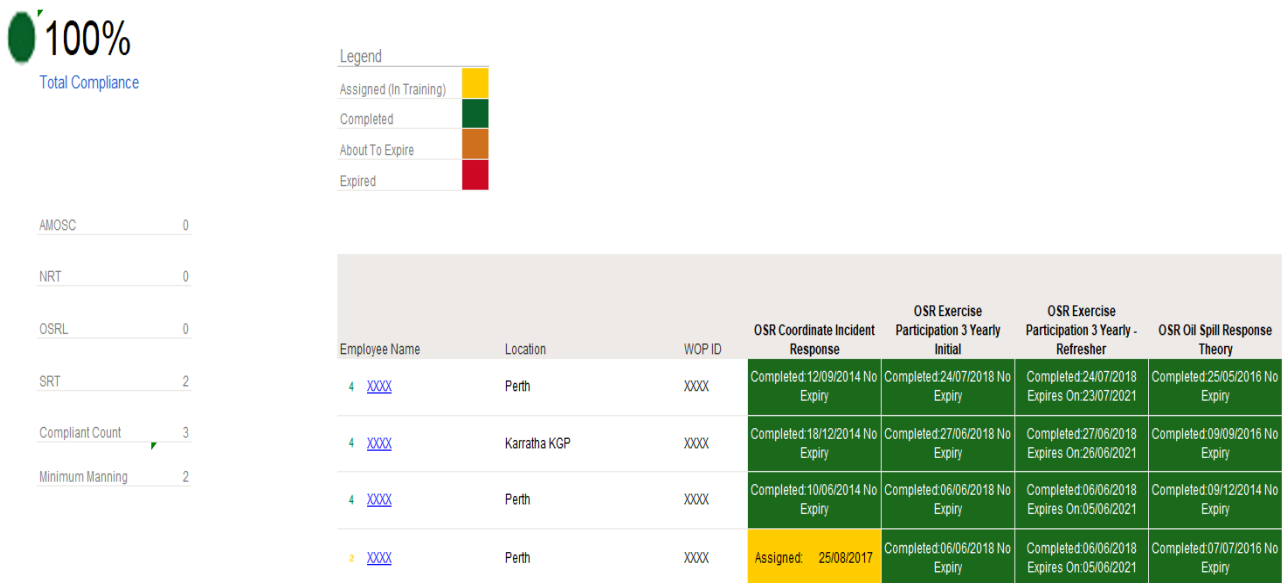 100%
Total Compliance
Legend
Assigned (In Training)
Completed
About To Expire
Expired
AMOSC 0
NRT 0
OSRL 0
SRT 2
Compliant Count 3
Minimum Manning 2
Employee Name Location WOP ID OSR Coordinate Incident Response OSR Exercise Participation 3 Yearly Initial OSR Exercise Participation 3 Yearly - Refresher OSR Oil Spill Response Theory
4 XXXX Perth XXXX Completed:12/09/2014 No Expiry Completed:24/07/2018 No Expiry Completed:24/07/2018 Expires On:23/07/2021 Completed:25/05/2016 No Expiry
4 XXXX Karratha KGP XXXX Completed:18/12/2014 No Expiry Completed:27/06/2018 No Expiry Completed:27/06/2018 Expires On:26/06/2021 Completed:09/09/2016 No Expiry
4 XXXX Perth XXXX Completed:10/06/2014 No Expiry Completed:06/06/2018 No Expiry Completed:06/06/2018 Expires On:05/06/2021 Completed:09/12/2014 No Expiry
2 XXXX Perth XXXX Assigned: 25/08/2017 Completed:06/06/2018 No Expiry Completed:06/06/2018 Expires On:05/06/2021 Completed:07/07/2016 No Expiry